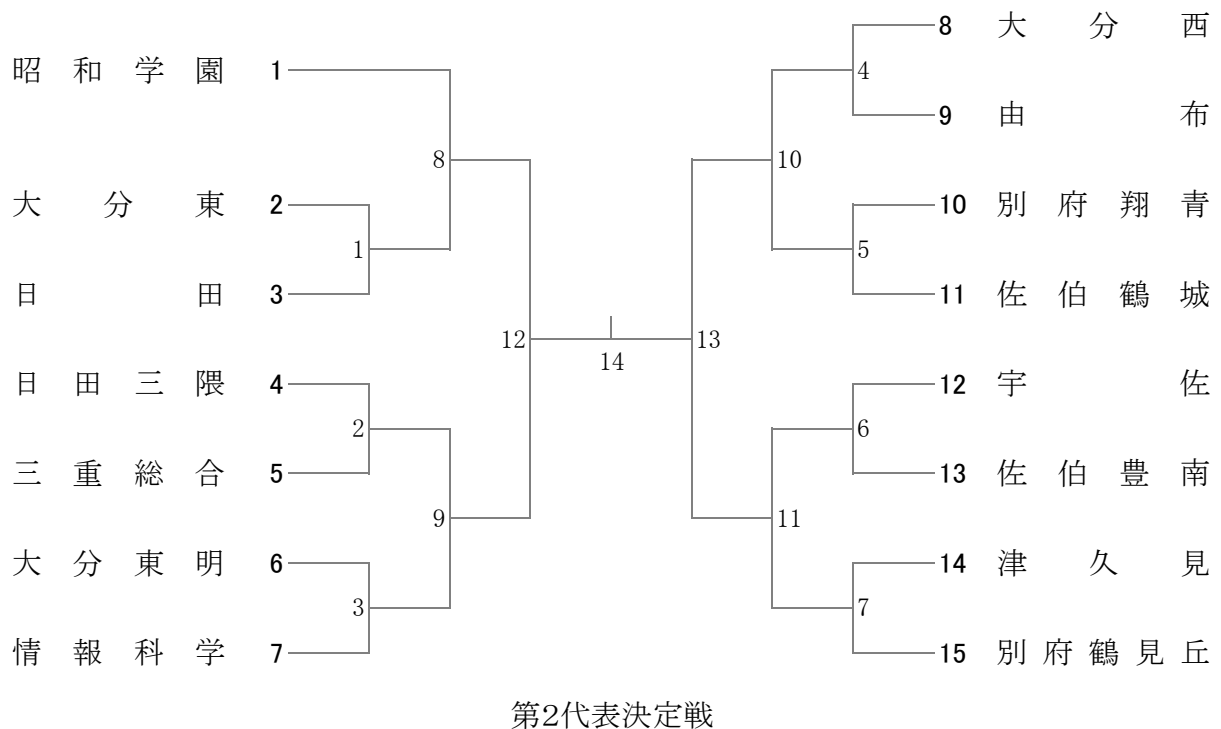 昭和学園 1
大分東 2
1
日田 3
8
日田三隈 4
2
三重総合 5
9
大分東明 6
3
情報科学 7
12
14
13
8 大分西
4
9 由布
10
10 別府翔青
5
11 佐伯鶴城
12 宇佐
6
13 佐伯豊南
11
14 津久見
7
15 別府鶴見丘
第2代表決定戦